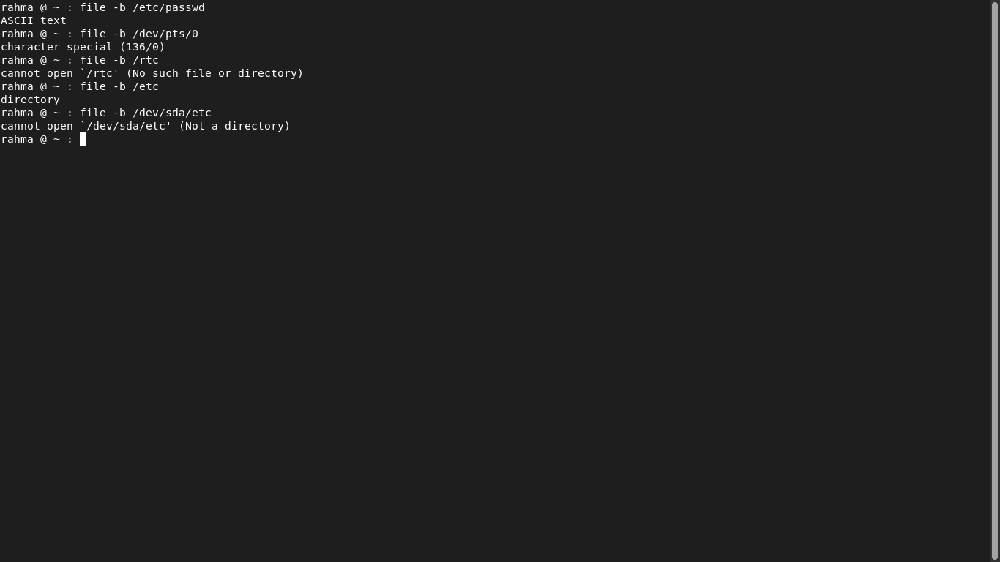 rahma @ ~ : file -b /etc/passwd
ASCII text
rahma @ ~ : file -b /dev/pts/0
character special (136/0)
rahma @ ~ : file -b /rtc
cannot open `/rtc' (No such file or directory)
rahma @ ~ : file -b /etc
directory
rahma @ ~ : file -b /dev/sda/etc
cannot open `/dev/sda/etc' (Not a directory)
rahma @ ~ :